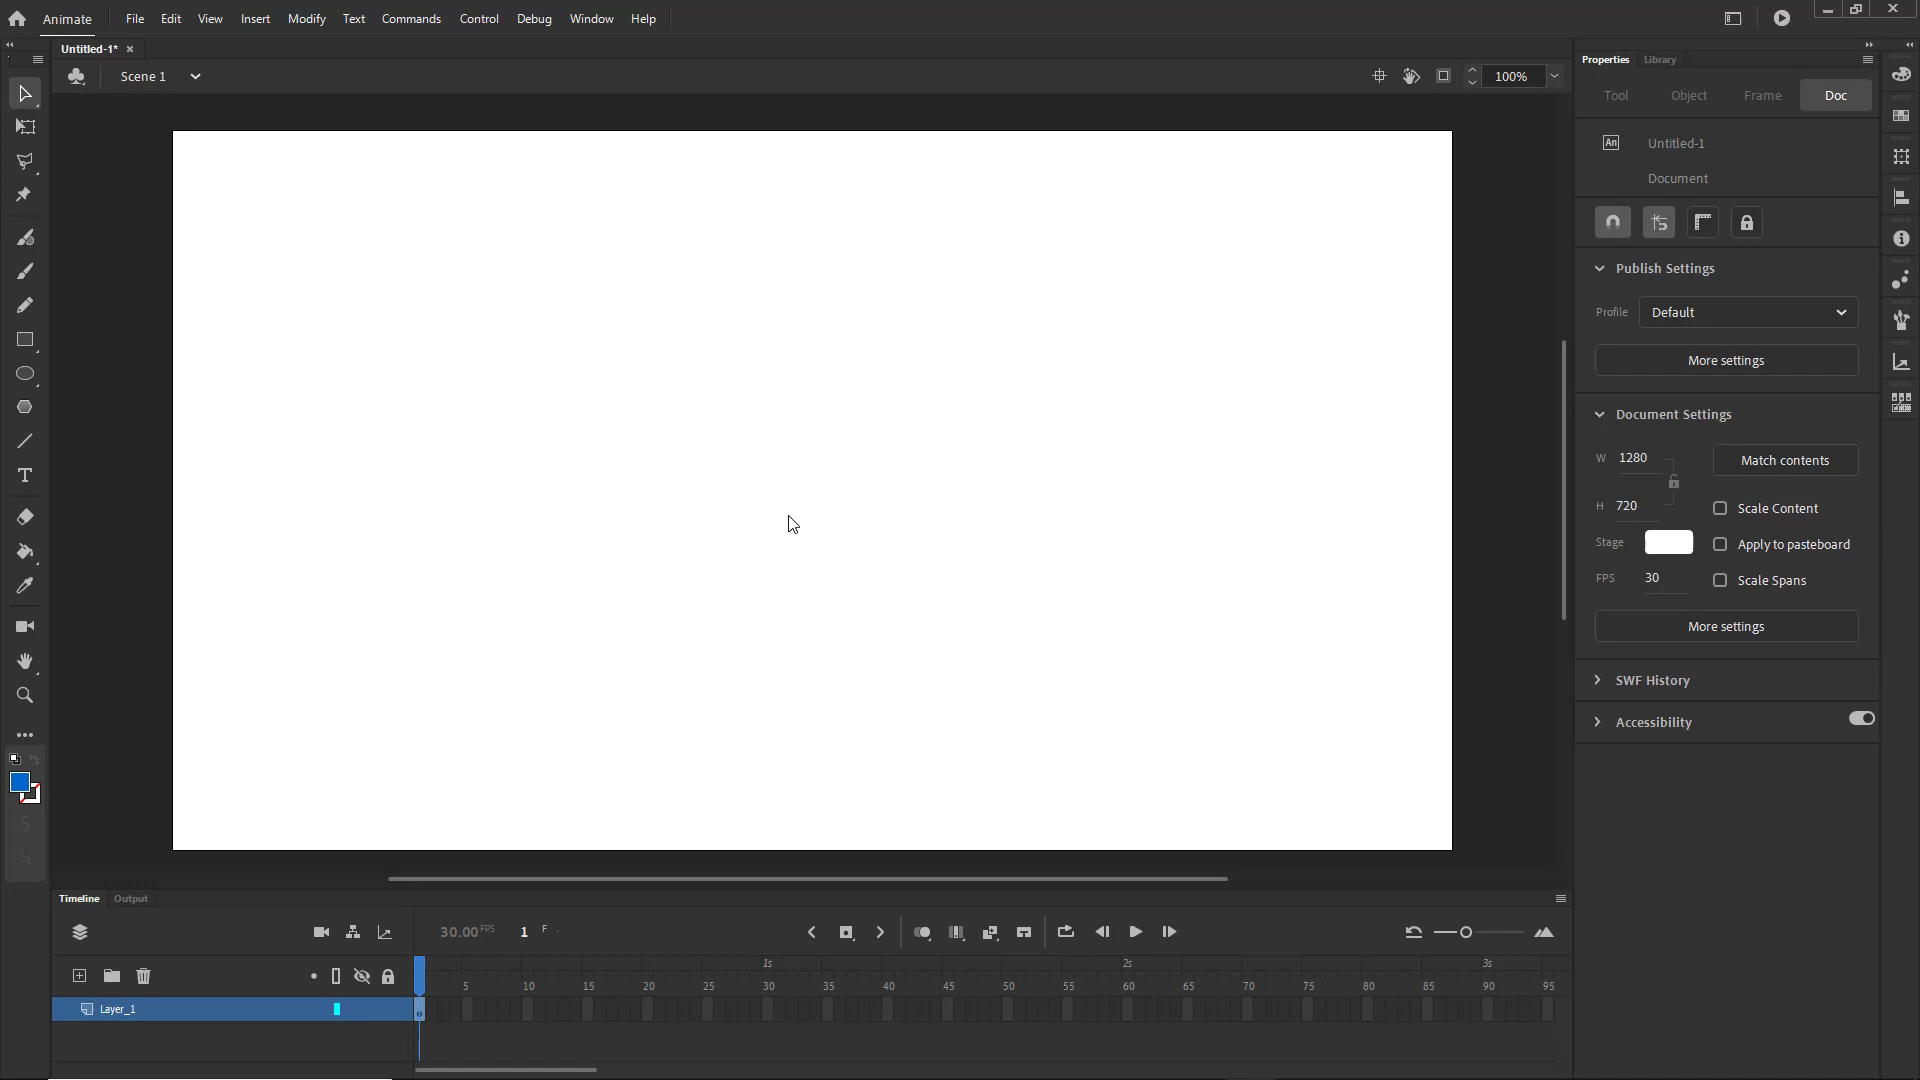 Animate File Edit View Insert Modify Text Commands Control Debug Window Help
Untitled-1*
Scene 1 100%
Properties Library
Tool Object Frame Doc
An Untitled-1
Document
Publish Settings
Profile Default
More settings
Document Settings
W 1280 Match contents
H 720 Scale Content
Stage Apply to pasteboard
FPS 30 Scale Spans
More settings
SWF History
Accessibility
T
Timeline Output
30.00 FPS 1 F
1s 2s 3s
5 10 15 20 25 30 35 40 45 50 55 60 65 70 75 80 85 90 95
Layer_1